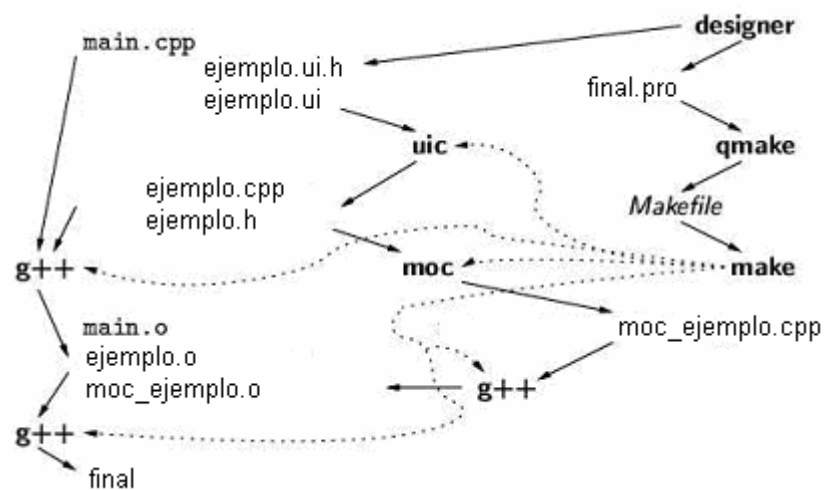 designer
main.cpp
ejemplo.ui.h
ejemplo.ui
final.pro
uic
qmake
ejemplo.cpp
ejemplo.h
Makefile
g++
moc
make
main.o
ejemplo.o
moc_ejemplo.o
moc_ejemplo.cpp
g++
g++
final